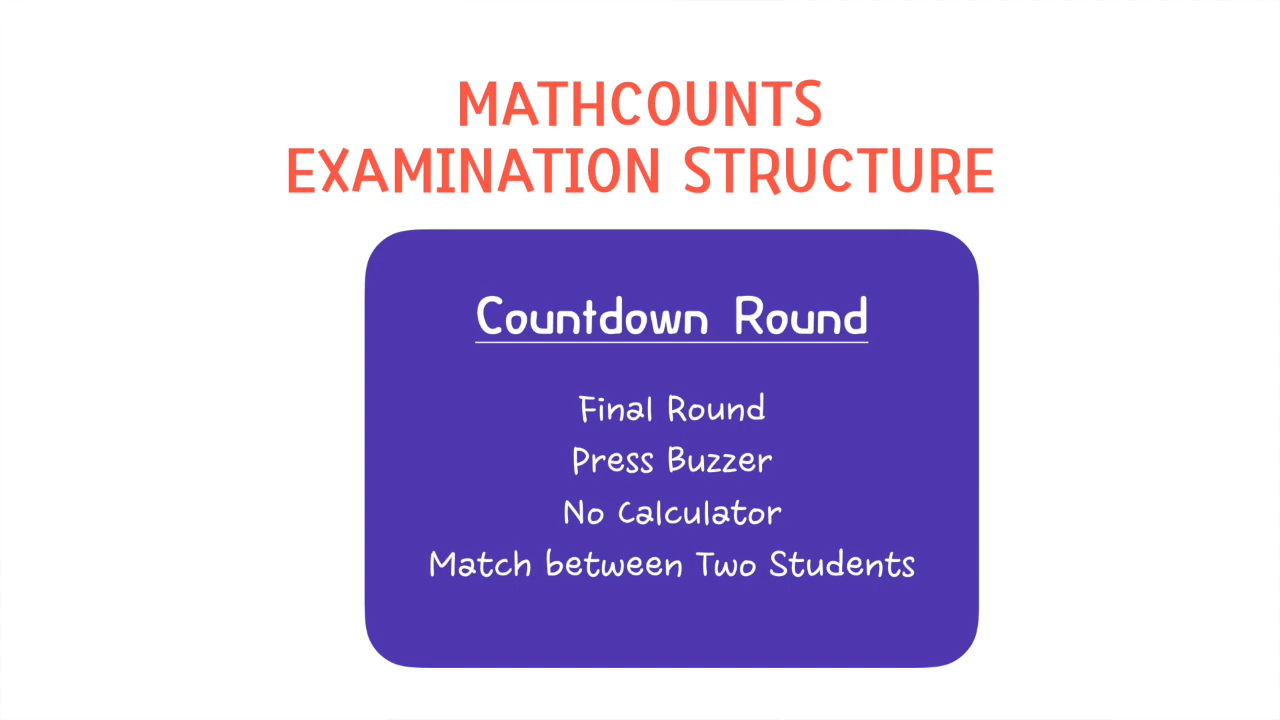 MATHCOUNTS
EXAMINATION STRUCTURE
Countdown Round
Final Round
Press Buzzer
No Calculator
Match between Two Students